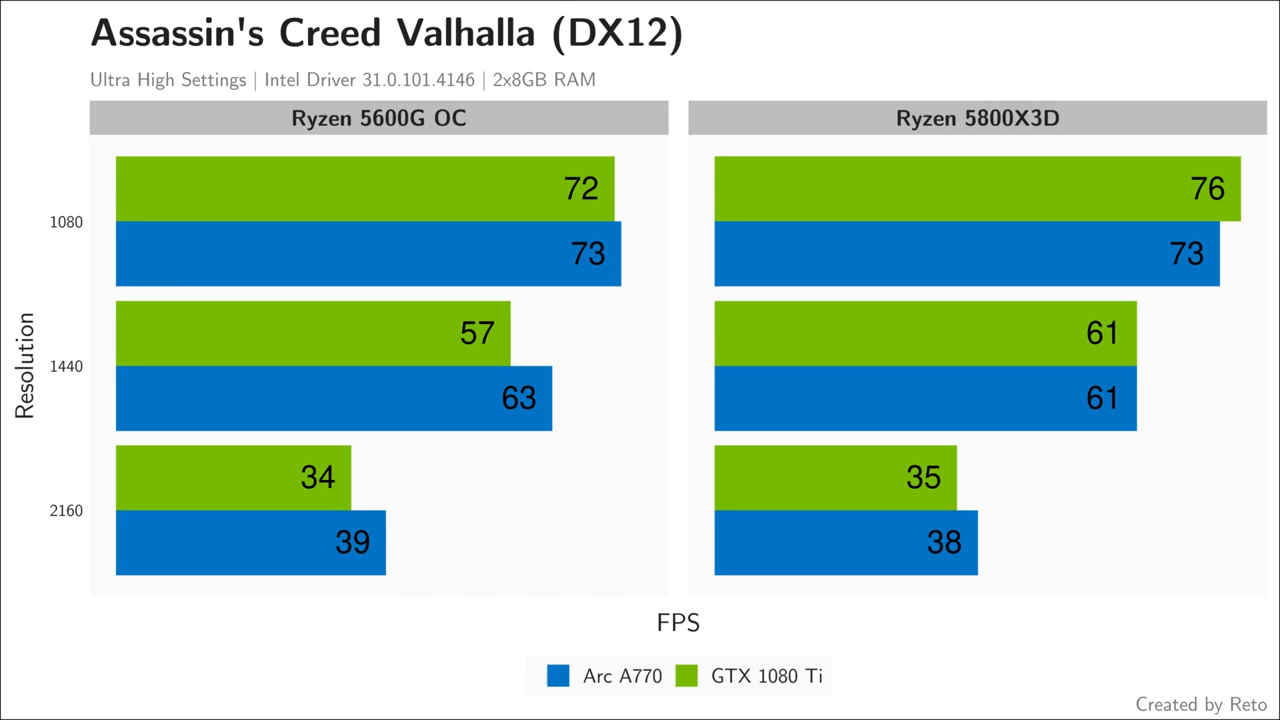 Assassin's Creed Valhalla (DX12)
Ultra High Settings | Intel Driver 31.0.101.4146 | 2x8GB RAM
Ryzen 5600G OC
Ryzen 5800X3D
Resolution
1080
72
73
76
73
1440
57
63
61
61
2160
34
39
35
38
FPS
Arc A770
GTX 1080 Ti
Created by Reto